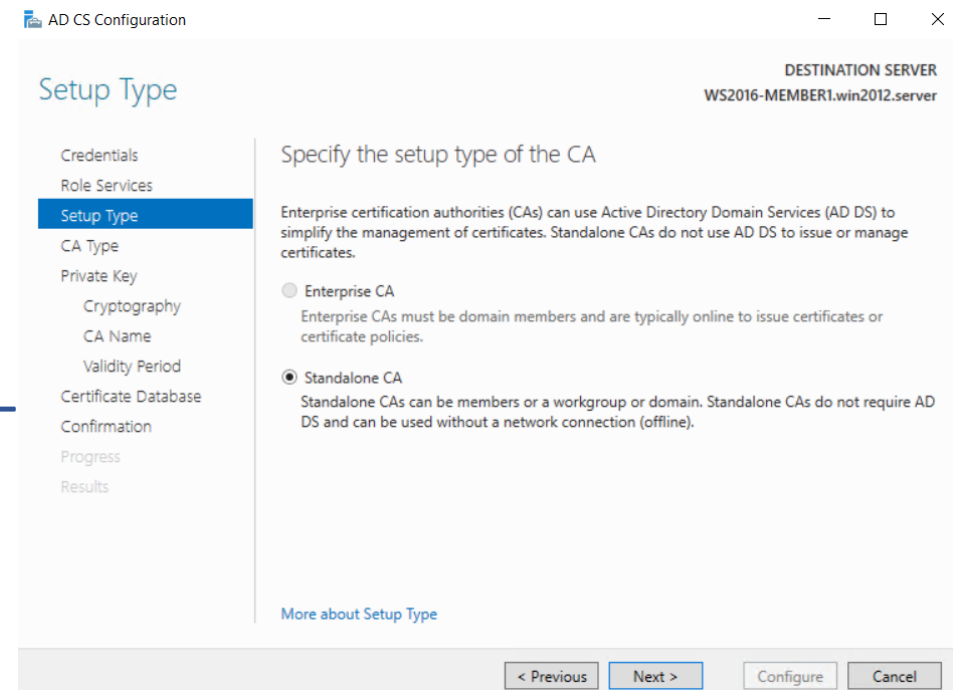 AD CS Configuration
Setup Type
DESTINATION SERVER
WS2016-MEMBER1.win2012.server
Credentials
Role Services
Setup Type
CA Type
Private Key
Cryptography
CA Name
Validity Period
Certificate Database
Confirmation
Progress
Results
Specify the setup type of the CA
Enterprise certification authorities (CAs) can use Active Directory Domain Services (AD DS) to
simplify the management of certificates. Standalone CAs do not use AD DS to issue or manage
certificates.
Enterprise CA
Enterprise CAs must be domain members and are typically online to issue certificates or
certificate policies.
Standalone CA
Standalone CAs can be members or a workgroup or domain. Standalone CAs do not require AD
DS and can be used without a network connection (offline).
More about Setup Type
< Previous
Next >
Configure
Cancel